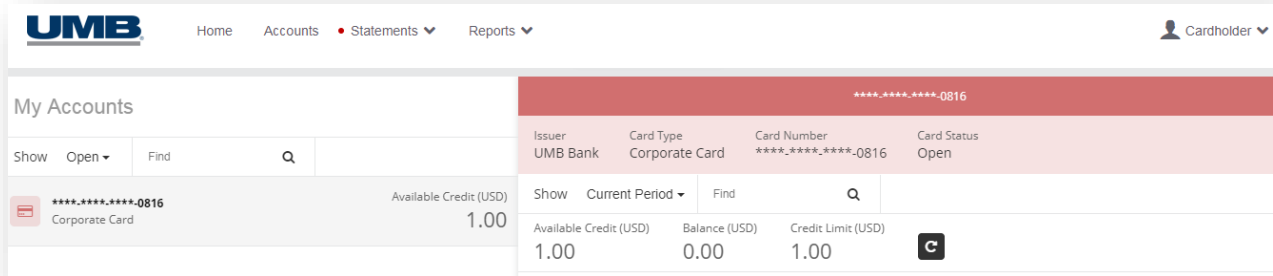 UMB
Home Accounts • Statements Reports Cardholder
My Accounts
Show Open Find
****-****-****-0816
Corporate Card
Available Credit (USD)
1.00
****-****-****-0816
Issuer Card Type Card Number Card Status
UMB Bank Corporate Card ****-****-****-0816 Open
Show Current Period Find
Available Credit (USD) Balance (USD) Credit Limit (USD)
1.00 0.00 1.00